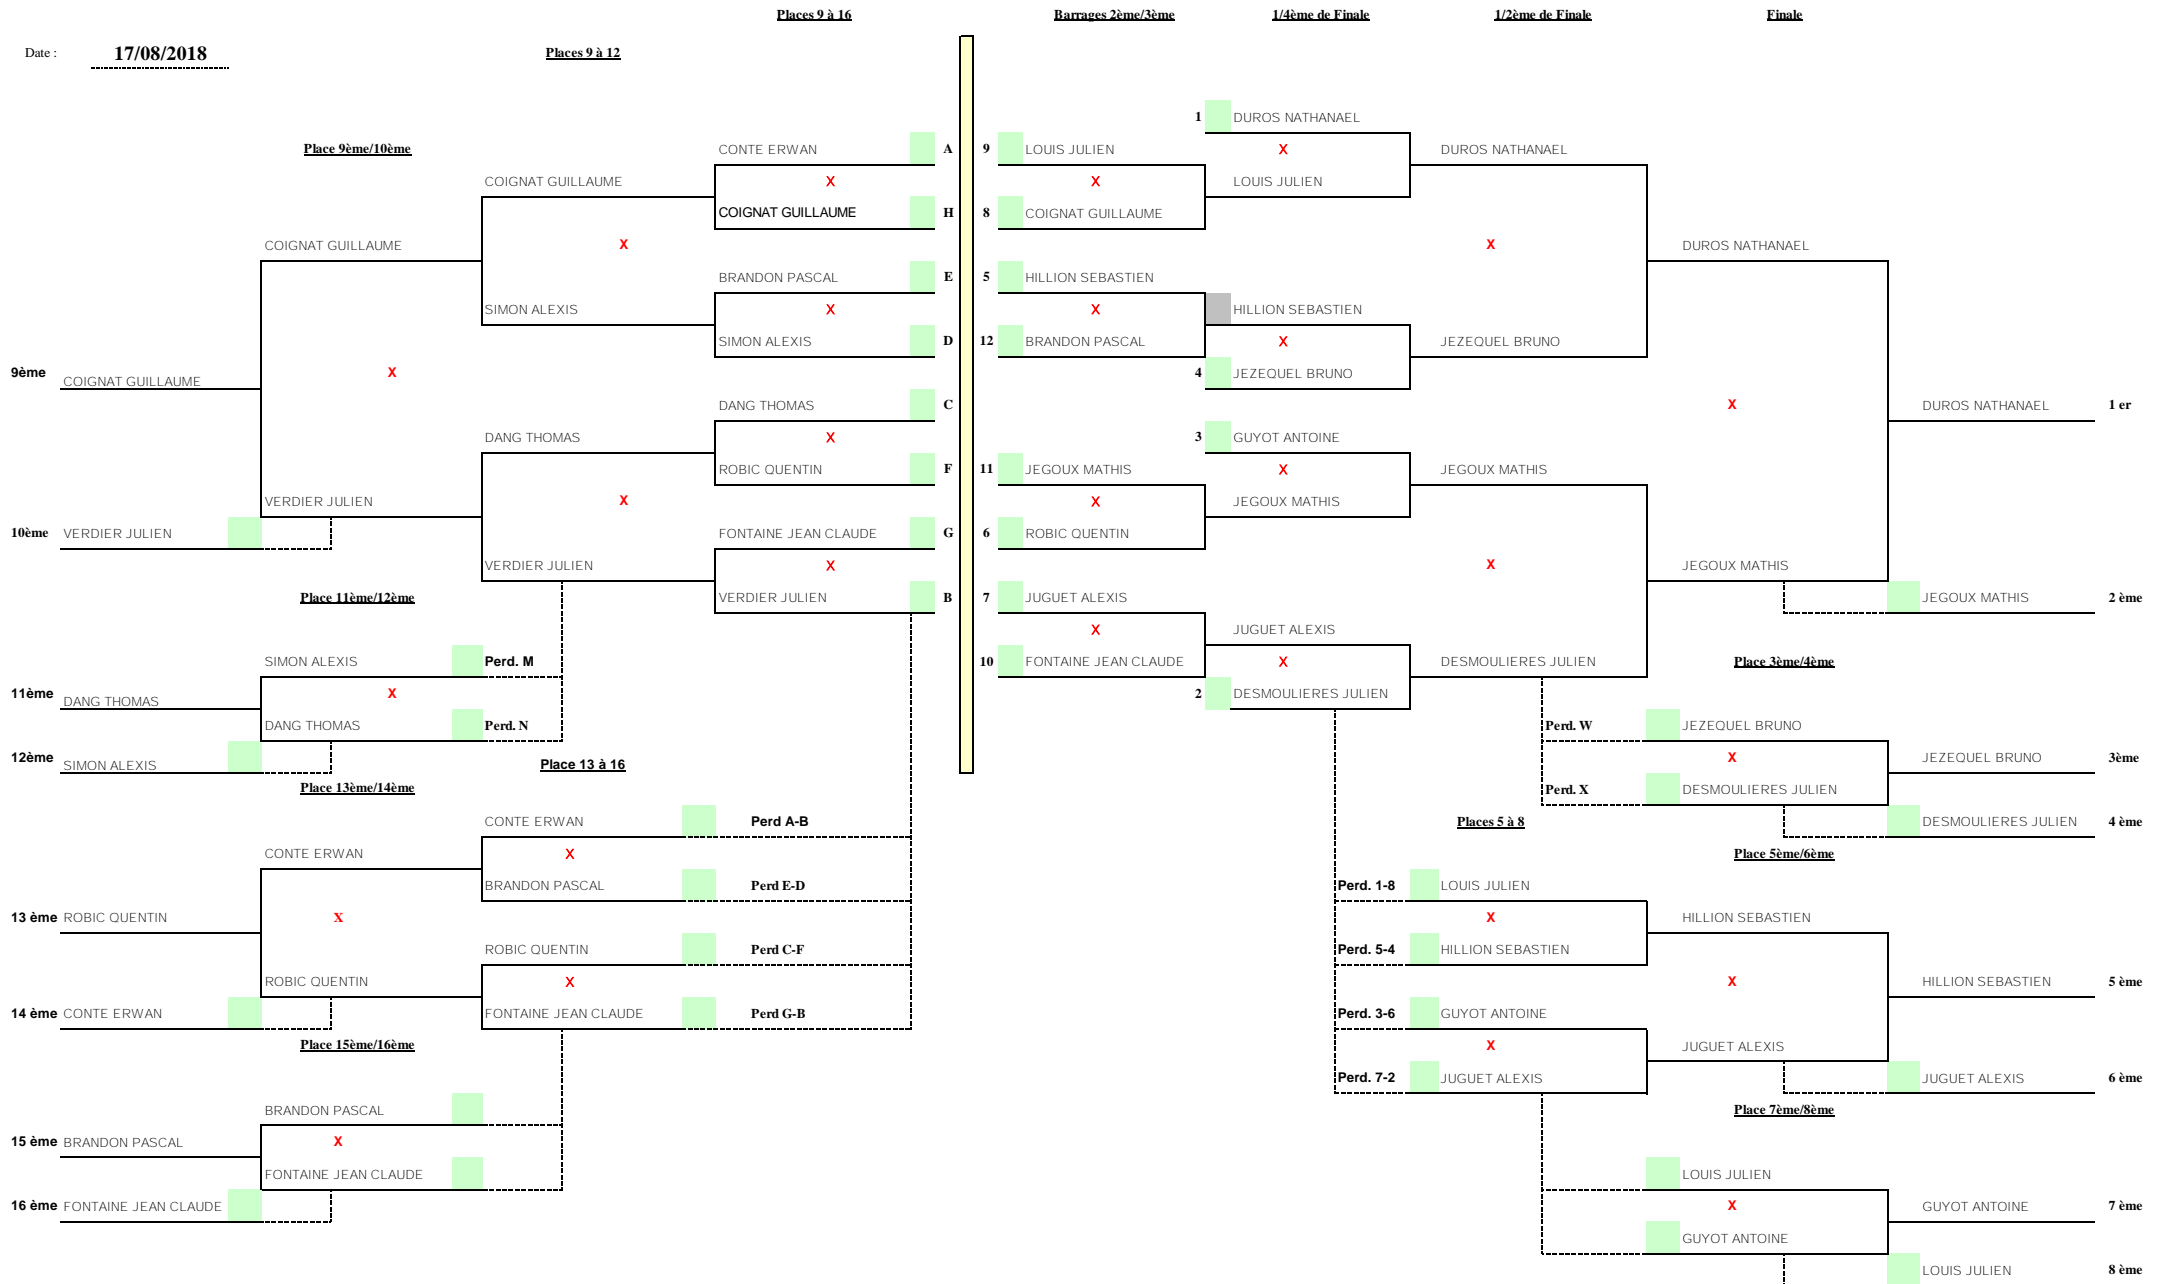 Places 9 à 16
Barrages 2ème/3ème
1/4ème de Finale
1/2ème de Finale
Finale
Date :
17/08/2018
Places 9 à 12
1 DUROS NATHANAEL
Place 9ème/10ème
CONTE ERWAN A
9 LOUIS JULIEN
X
DUROS NATHANAEL
COIGNAT GUILLAUME
X
X
LOUIS JULIEN
COIGNAT GUILLAUME H
8 COIGNAT GUILLAUME
COIGNAT GUILLAUME
X
X
DUROS NATHANAEL
BRANDON PASCAL E
5 HILLION SEBASTIEN
SIMON ALEXIS
X
X
HILLION SEBASTIEN
SIMON ALEXIS D
12 BRANDON PASCAL
X
JEZEQUEL BRUNO
9ème COIGNAT GUILLAUME
X
4 JEZEQUEL BRUNO
DANG THOMAS C
X
DUROS NATHANAEL 1 er
DANG THOMAS
X
3 GUYOT ANTOINE
ROBIC QUENTIN F
11 JEGOUX MATHIS
X
JEGOUX MATHIS
VERDIER JULIEN
X
X
JEGOUX MATHIS
10ème VERDIER JULIEN
FONTAINE JEAN CLAUDE G
6 ROBIC QUENTIN
VERDIER JULIEN
X
X
JEGOUX MATHIS
Place 11ème/12ème
VERDIER JULIEN B
7 JUGUET ALEXIS
JEGOUX MATHIS 2 ème
X
JUGUET ALEXIS
SIMON ALEXIS Perd. M
10 FONTAINE JEAN CLAUDE
X
DESMOULIERES JULIEN
Place 3ème/4ème
11ème DANG THOMAS
X
2 DESMOULIERES JULIEN
DANG THOMAS Perd. N
Perd. W JEZEQUEL BRUNO
12ème SIMON ALEXIS
Place 13 à 16
X
JEZEQUEL BRUNO 3ème
Place 13ème/14ème
Perd. X DESMOULIERES JULIEN
CONTE ERWAN Perd A-B
Places 5 à 8
DESMOULIERES JULIEN 4 ème
CONTE ERWAN
X
Place 5ème/6ème
BRANDON PASCAL Perd E-D
Perd. 1-8 LOUIS JULIEN
13 ème ROBIC QUENTIN
X
X
HILLION SEBASTIEN
ROBIC QUENTIN Perd C-F
Perd. 5-4 HILLION SEBASTIEN
ROBIC QUENTIN
X
X
HILLION SEBASTIEN 5 ème
14 ème CONTE ERWAN
FONTAINE JEAN CLAUDE Perd G-B
Perd. 3-6 GUYOT ANTOINE
Place 15ème/16ème
X
JUGUET ALEXIS
Perd. 7-2 JUGUET ALEXIS
JUGUET ALEXIS 6 ème
BRANDON PASCAL
Place 7ème/8ème
15 ème BRANDON PASCAL
X
FONTAINE JEAN CLAUDE
LOUIS JULIEN
16 ème FONTAINE JEAN CLAUDE
X
GUYOT ANTOINE 7 ème
GUYOT ANTOINE
LOUIS JULIEN 8 ème